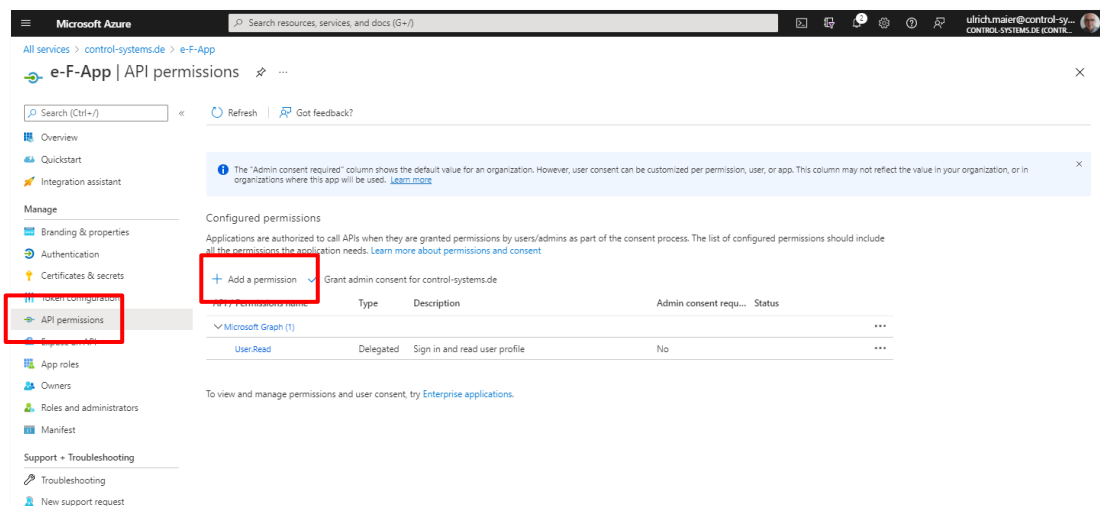 Microsoft Azure
Search resources, services, and docs (G+/)
2
ulrich.maier@control-sy...
CONTROL-SYSTEMS.DE (CONTR...
All services > control-systems.de > e-F-App
e-F-App | API permissions
Search (Ctrl+/)
Refresh
Got feedback?
Overview
Quickstart
Integration assistant
The "Admin consent required" column shows the default value for an organization. However, user consent can be customized per permission, user, or app. This column may not reflect the value in your organization, or in
organizations where this app will be used. Learn more
Manage
Branding & properties
Authentication
Certificates & secrets
Token configuration
API permissions
Expose an API
App roles
Owners
Roles and administrators
Manifest
Support + Troubleshooting
Troubleshooting
New support request
Configured permissions
Applications are authorized to call APIs when they are granted permissions by users/admins as part of the consent process. The list of configured permissions should include
all the permissions the application needs. Learn more about permissions and consent
Add a permission
Grant admin consent for control-systems.de
API / Permissions name Type Description Admin consent requ... Status
Microsoft Graph (1)
User.Read Delegated Sign in and read user profile No
To view and manage permissions and user consent, try Enterprise applications.